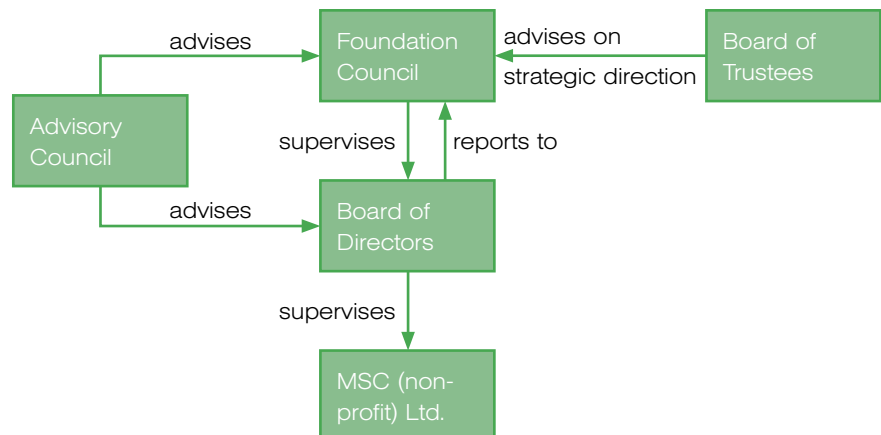 advises
Foundation
Council
advises on
strategic direction
Board of
Trustees
Advisory
Council
supervises
reports to
advises
Board of
Directors
supervises
MSC (non-
profit) Ltd.